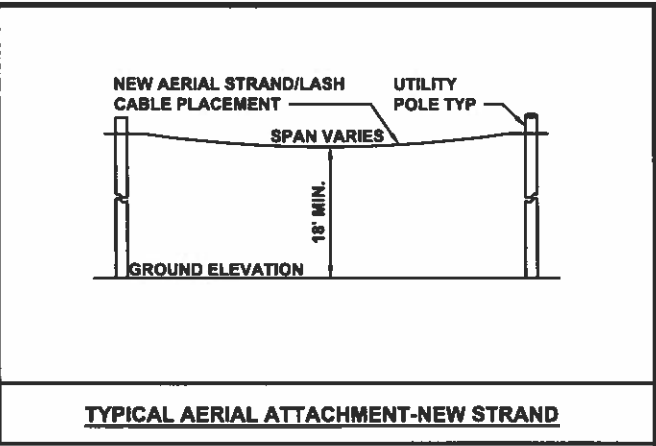 NEW AERIAL STRAND/LASH
CABLE PLACEMENT
UTILITY
POLE TYP
SPAN VARIES
18' MIN.
GROUND ELEVATION
TYPICAL AERIAL ATTACHMENT-NEW STRAND